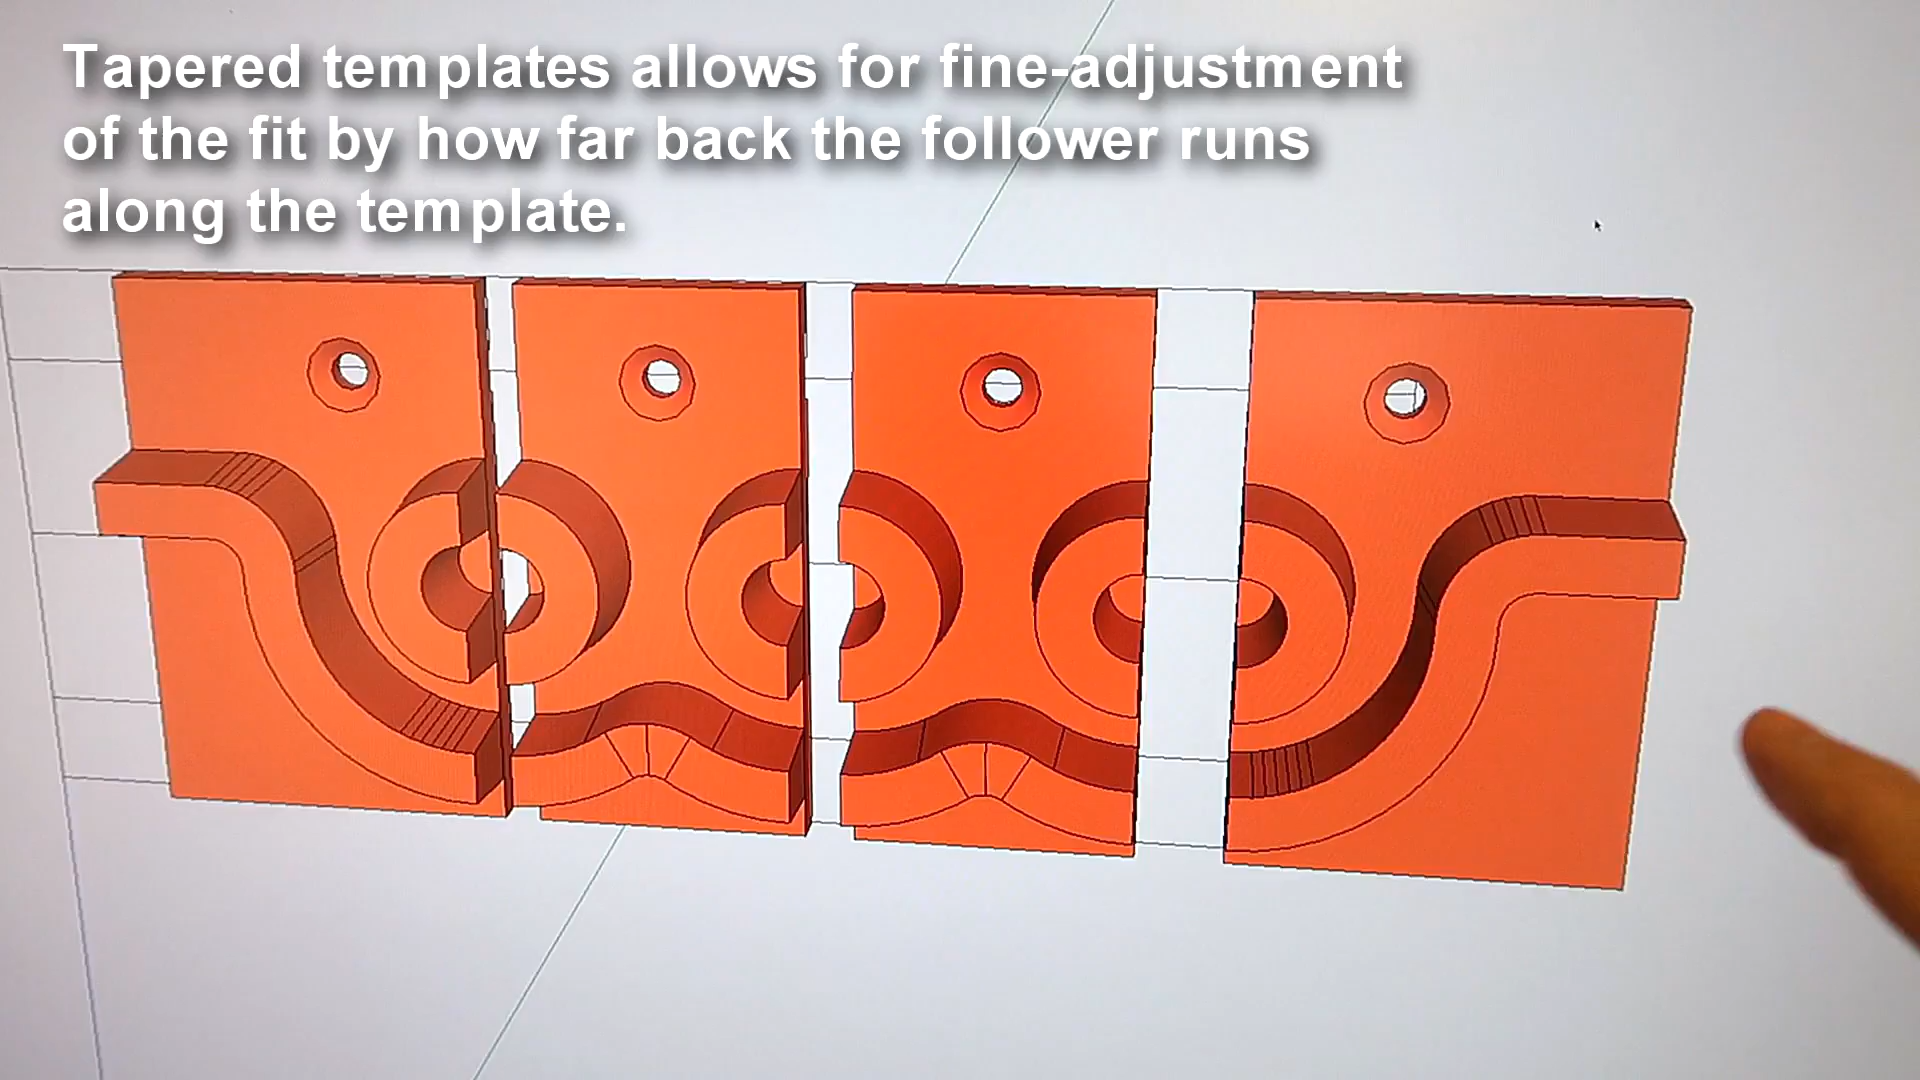 Tapered templates allows for fine-adjustment
of the fit by how far back the follower runs
along the template.